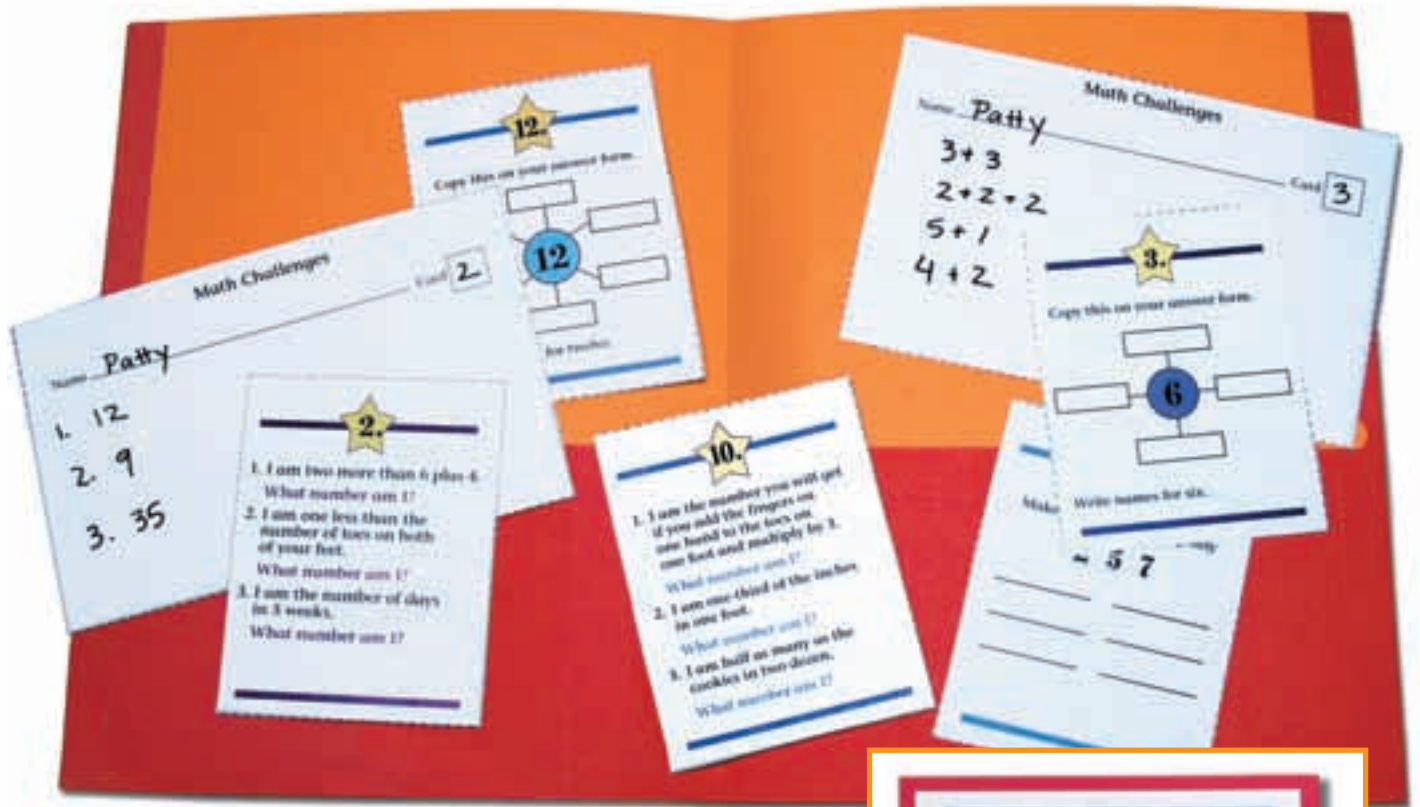 12.
Copy this on your answer form.
12
Math Challenges
Name Patty
Card 2
1. 12
2. 9
3. 35
2.
1. I am two more than 6 plus 4.
What number am I?
2. I am one less than the
number of toes on both
of your feet.
What number am I?
3. I am the number of days
in 5 weeks.
What number am I?
10.
1. I am the number you will get
if you add the fingers on
one hand to the toes on
one foot and multiply by 3.
What number am I?
2. I am one-third of the inches
in one foot.
What number am I?
3. I am half as many as the
cookies in two dozen.
What number am I?
Math Challenges
Name Patty
Card 3
3 + 3
2 + 2 + 2
5 + 1
4 + 2
3.
Copy this on your answer form.
6
Write names for six.
Make
5 7